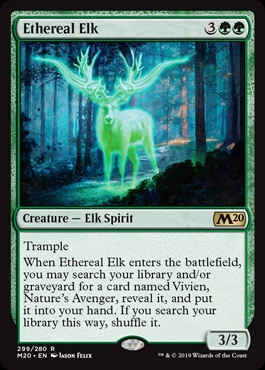 Ethereal Elk 3
Creature — Elk Spirit M20
Trample
When Ethereal Elk enters the battlefield,
you may search your library and/or
graveyard for a card named Vivien,
Nature's Avenger, reveal it, and put
it into your hand. If you search your
library this way, shuffle it.
3/3
299/280 R
M20 • EN Jason Felix ™ & © 2019 Wizards of the Coast